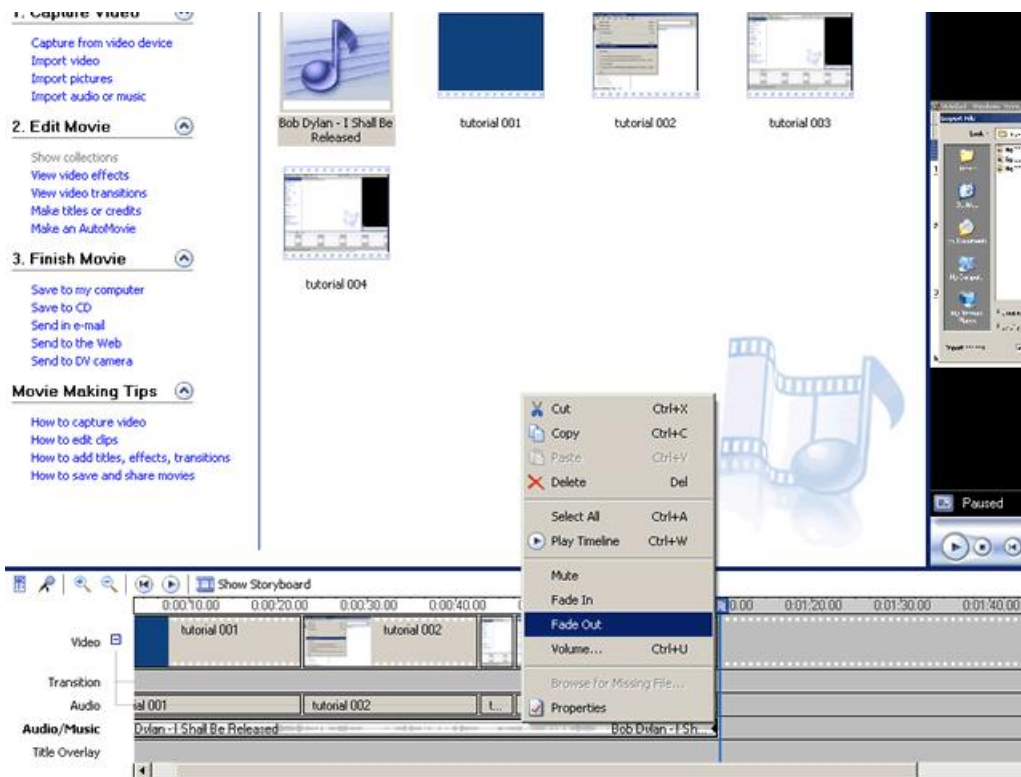 1. Capture Video
Capture from video device
Import video
Import pictures
Import audio or music
2. Edit Movie
Show collections
View video effects
View video transitions
Make titles or credits
Make an AutoMovie
3. Finish Movie
Save to my computer
Save to CD
Send in e-mail
Send to the Web
Send to DV camera
Movie Making Tips
How to capture video
How to edit clips
How to add titles, effects, transitions
How to save and share movies
Bob Dylan - I Shall Be
Released
tutorial 001
tutorial 002
tutorial 003
tutorial 004
Import File
Look
Paused
Cut Ctrl+X
Copy Ctrl+C
Paste Ctrl+V
Delete Del
Select All Ctrl+A
Play Timeline Ctrl+W
Mute
Fade In
Fade Out
Volume... Ctrl+U
Browse for Missing File...
Properties
Show Storyboard
0:00:10.00 0:00:20.00 0:00:30.00 0:00:40.00 0.00 0:01:20.00 0:01:30.00 0:01:40.00
Video tutorial 001 tutorial 002
Transition
Audio ial 001 tutorial 002 t...
Audio/Music Dylan - I Shall Be Released Bob Dylan - I Sh...
Title Overlay